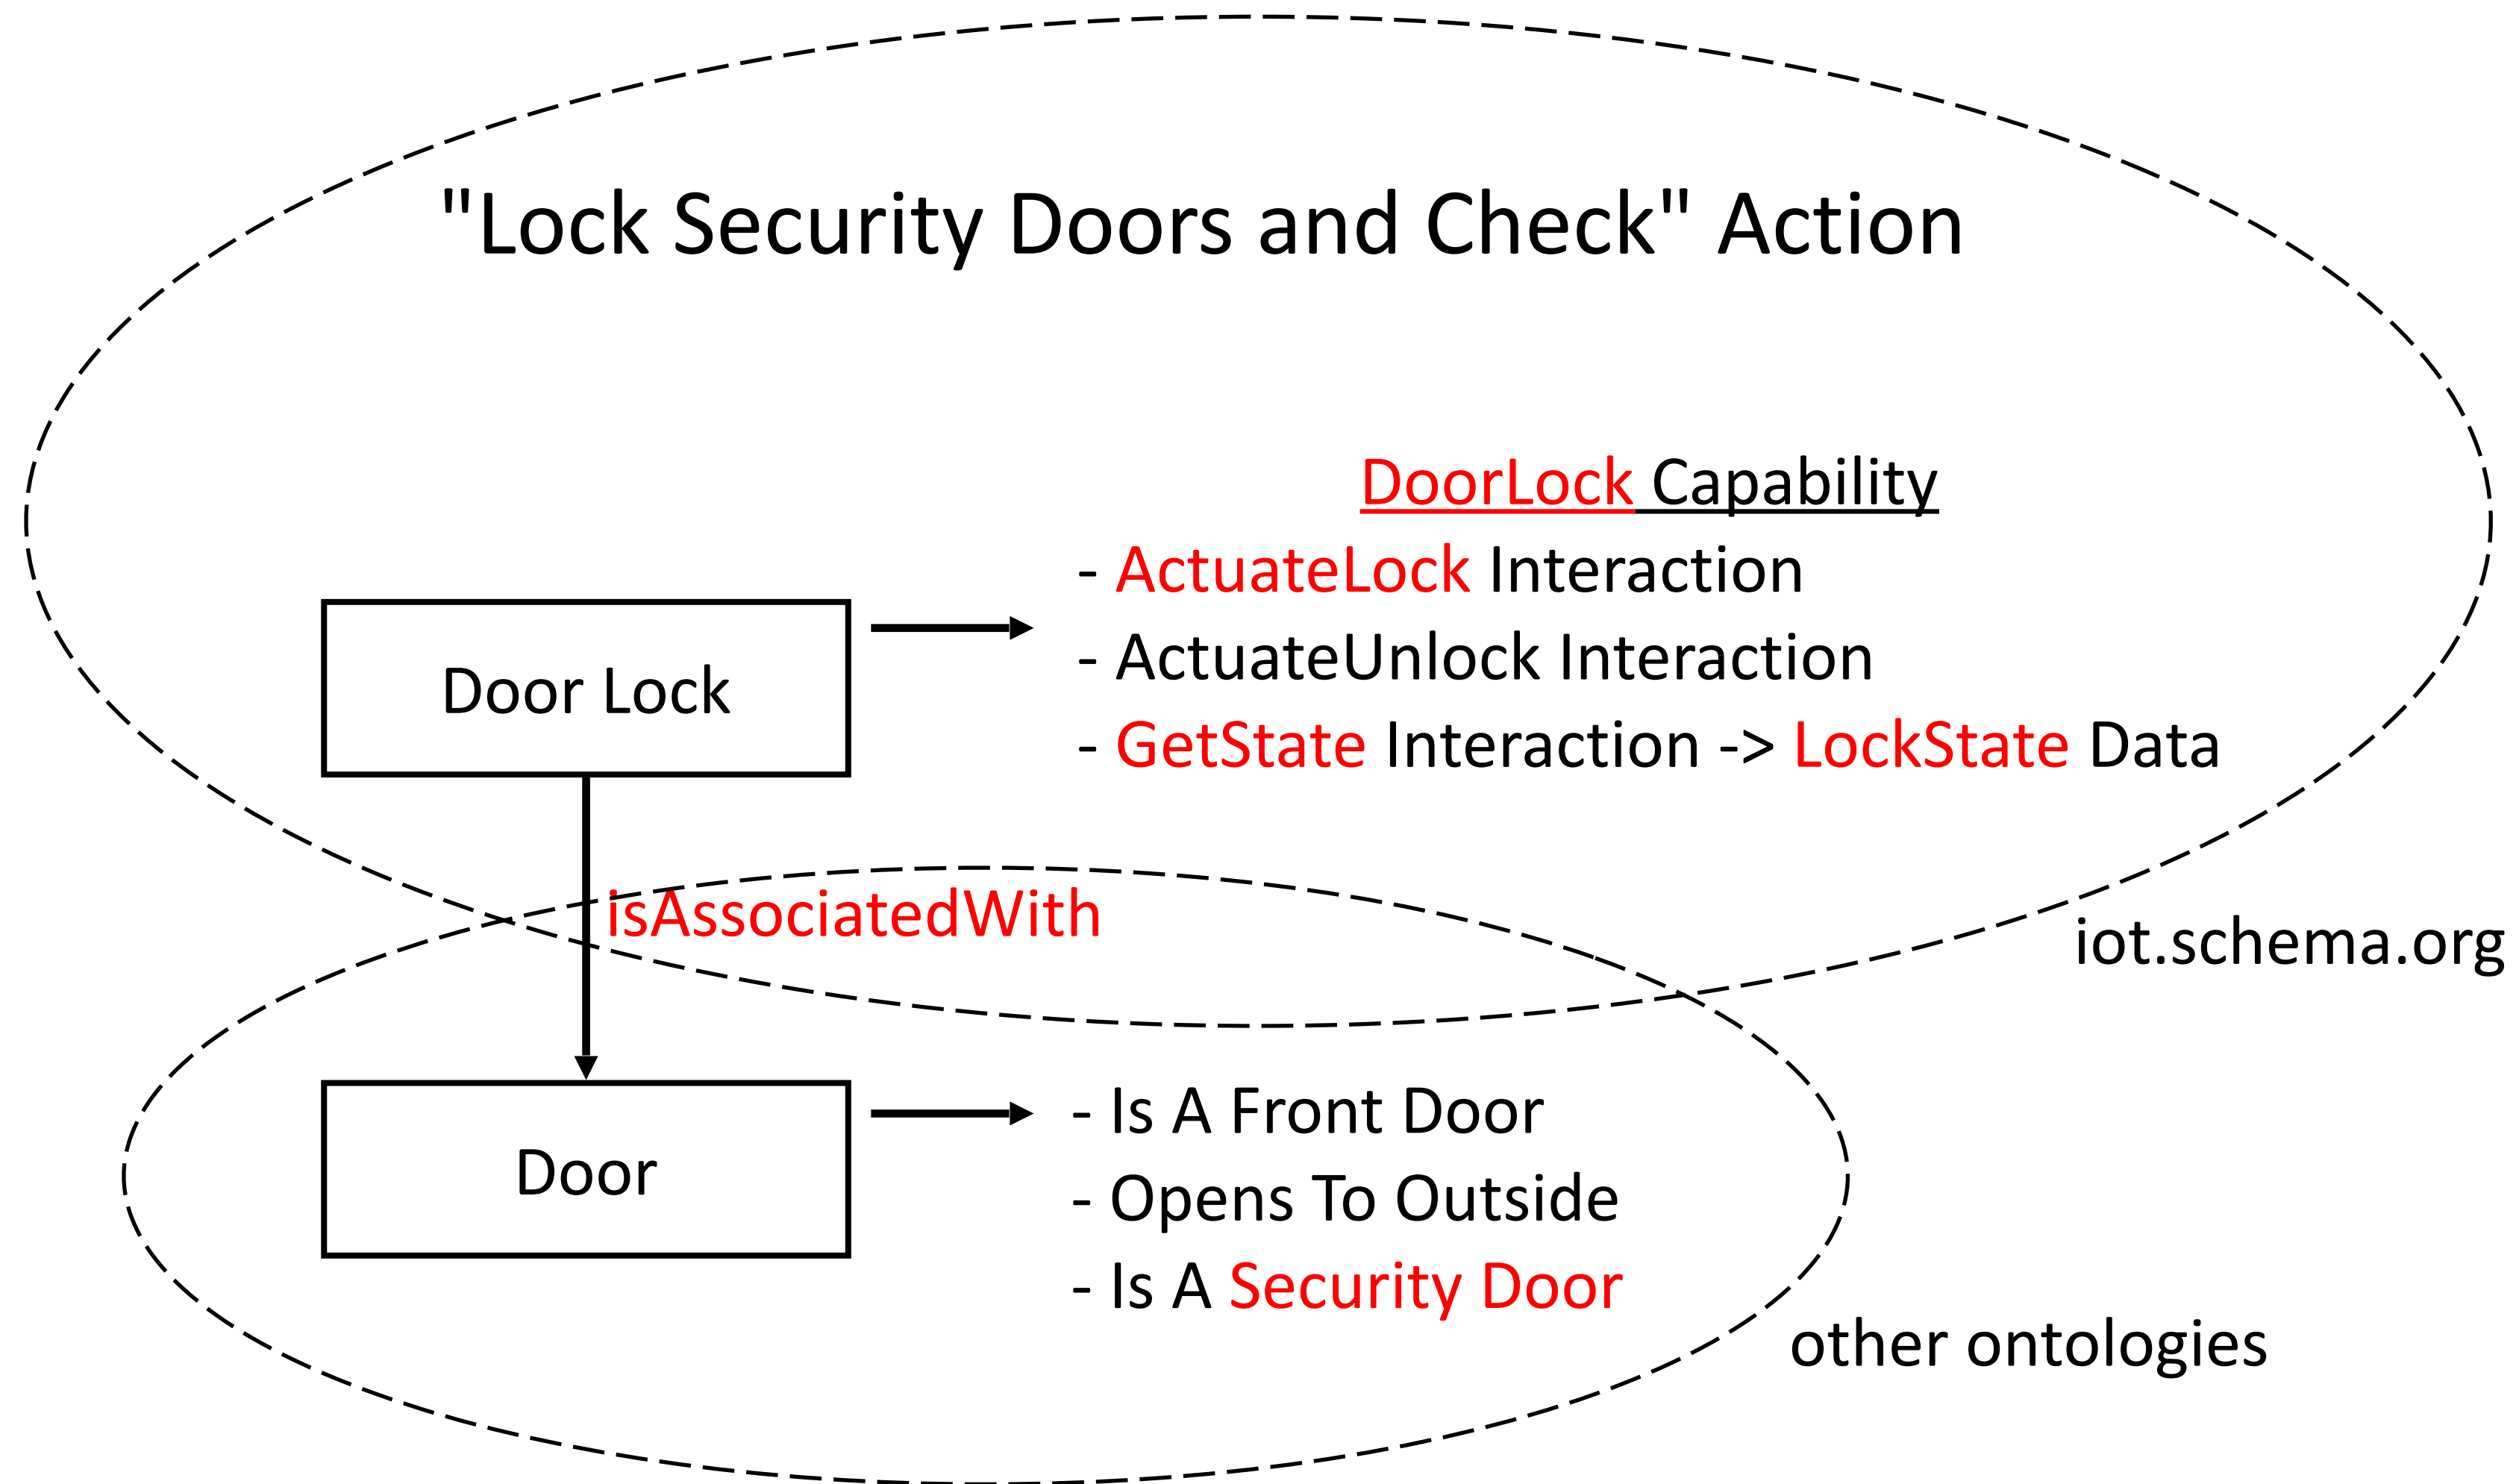 "Lock Security Doors and Check" Action
DoorLock Capability
- ActuateLock Interaction
- ActuateUnlock Interaction
- GetState Interaction -> LockState Data
Door Lock
isAssociatedWith
iot.schema.org
Door
- Is A Front Door
- Opens To Outside
- Is A Security Door
other ontologies